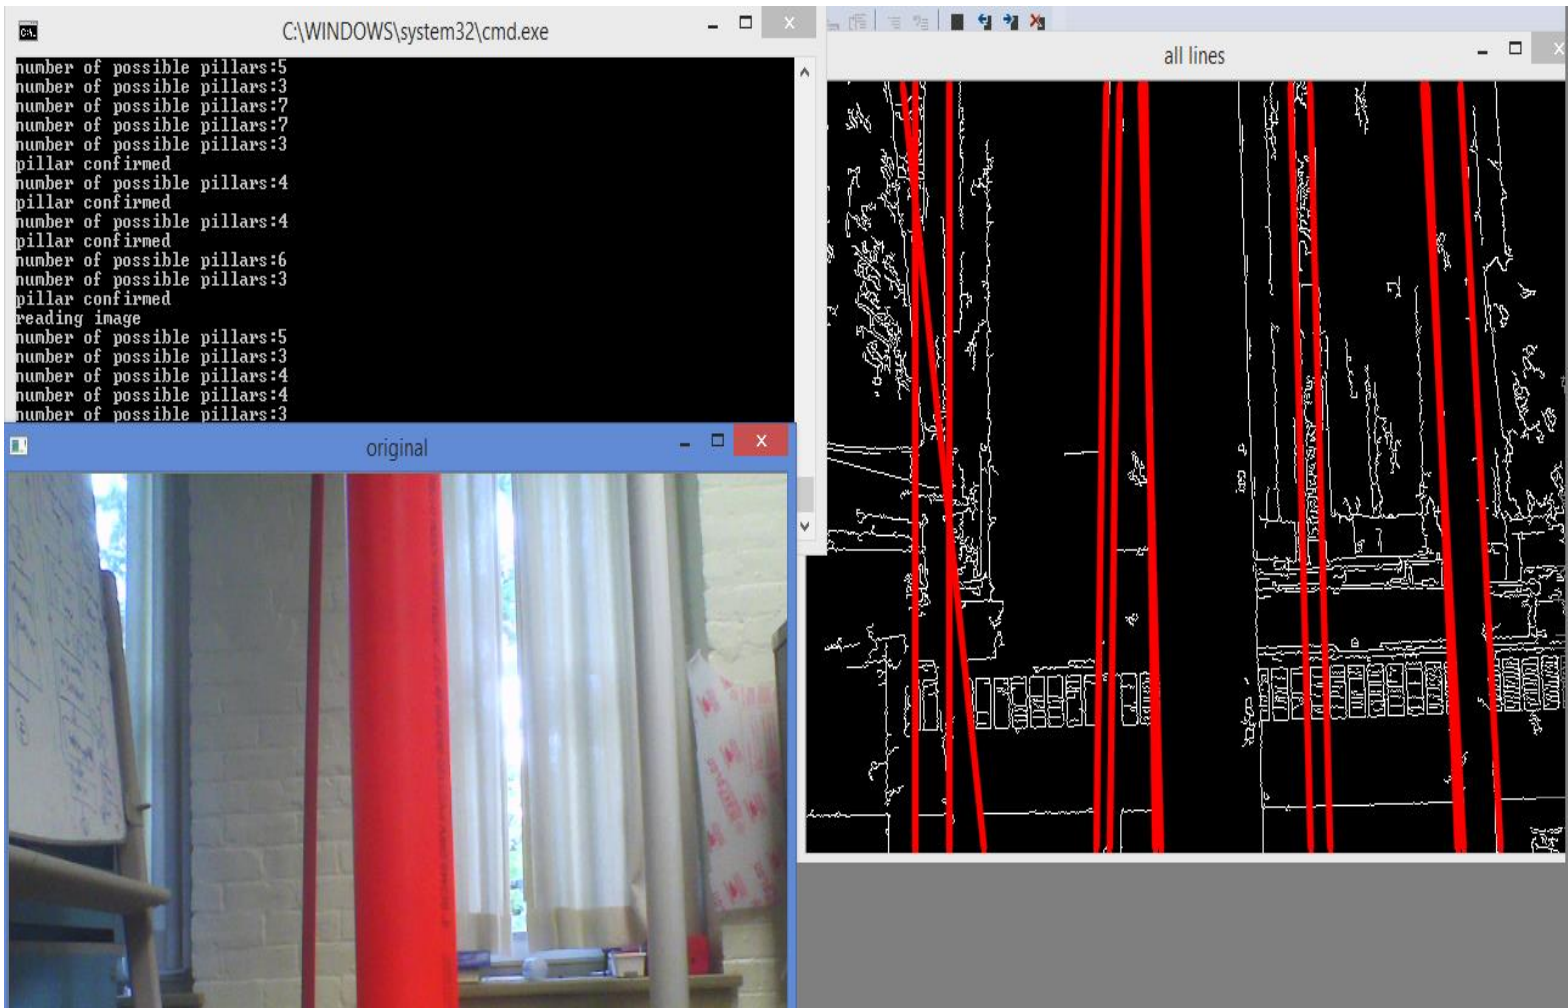 C:\WINDOWS\system32\cmd.exe
number of possible pillars:5
number of possible pillars:3
number of possible pillars:7
number of possible pillars:7
number of possible pillars:3
pillar confirmed
number of possible pillars:4
pillar confirmed
number of possible pillars:4
pillar confirmed
number of possible pillars:6
number of possible pillars:3
pillar confirmed
reading image
number of possible pillars:5
number of possible pillars:3
number of possible pillars:4
number of possible pillars:4
number of possible pillars:3
original
all lines